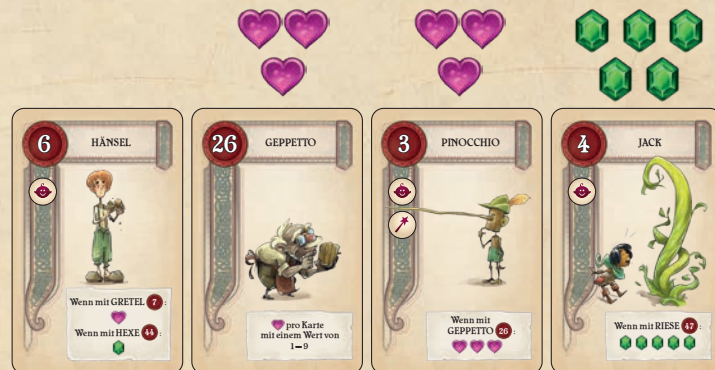 6 HÄNSEL
Wenn mit GRETEL 7 :
Wenn mit HEXE 44 :
26 GEPPETTO
pro Karte
mit einem Wert von
1–9
3 PINOCCHIO
Wenn mit
GEPPETTO 26 :
4 JACK
Wenn mit RIESE 47 :